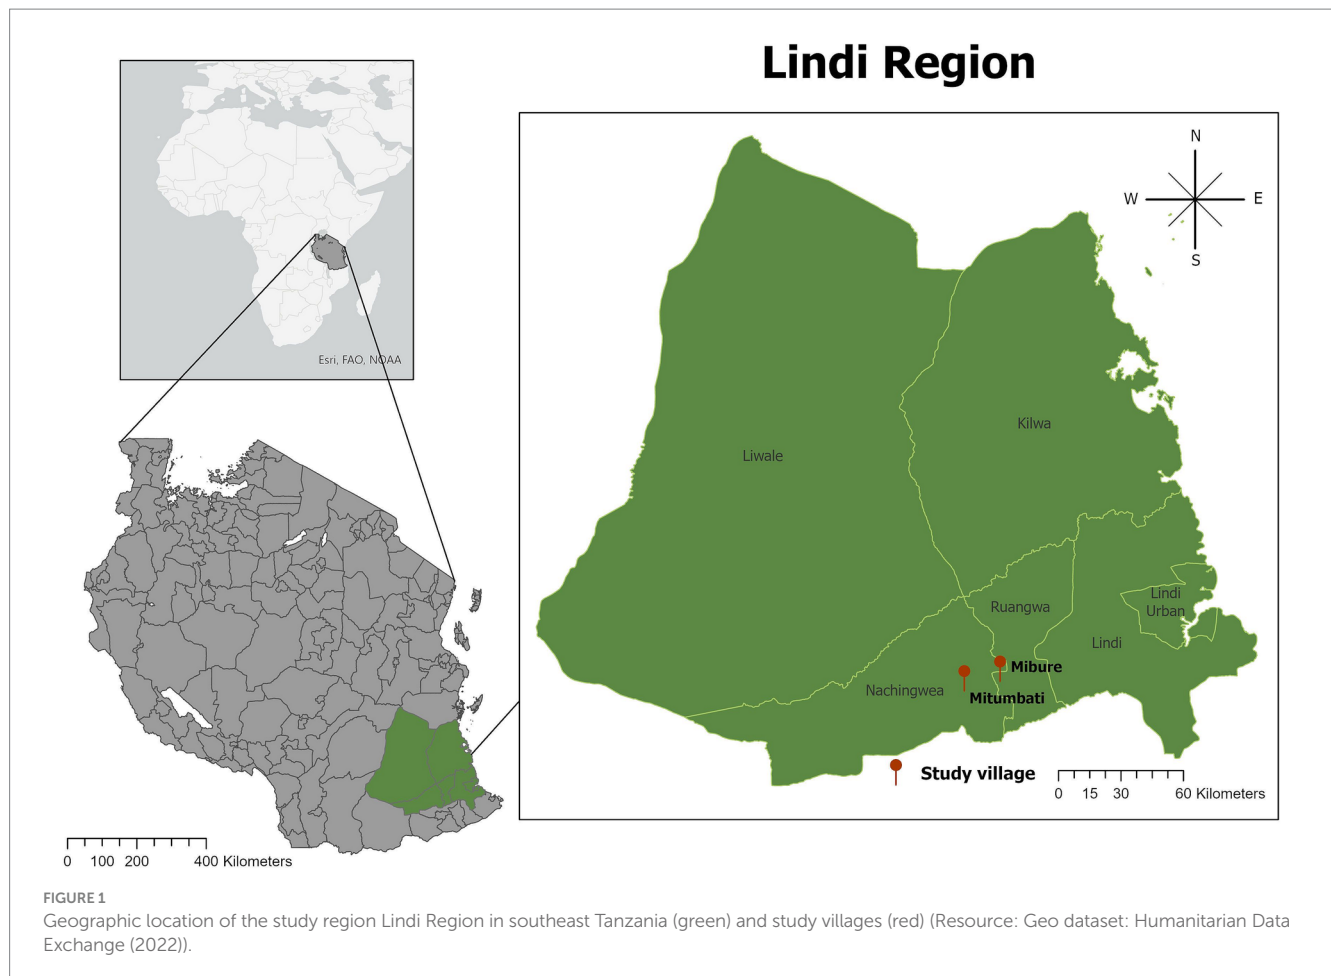 Lindi Region
Esri, FAO, NOAA
N
W
E
S
Kilwa
Liwale
Ruangwa
Lindi
Urban
Lindi
Mibure
Nachingwea
Mitumbati
Study village
0 15 30 60 Kilometers
0 100 200 400 Kilometers
FIGURE 1
Geographic location of the study region Lindi Region in southeast Tanzania (green) and study villages (red) (Resource: Geo dataset: Humanitarian Data
Exchange (2022)).